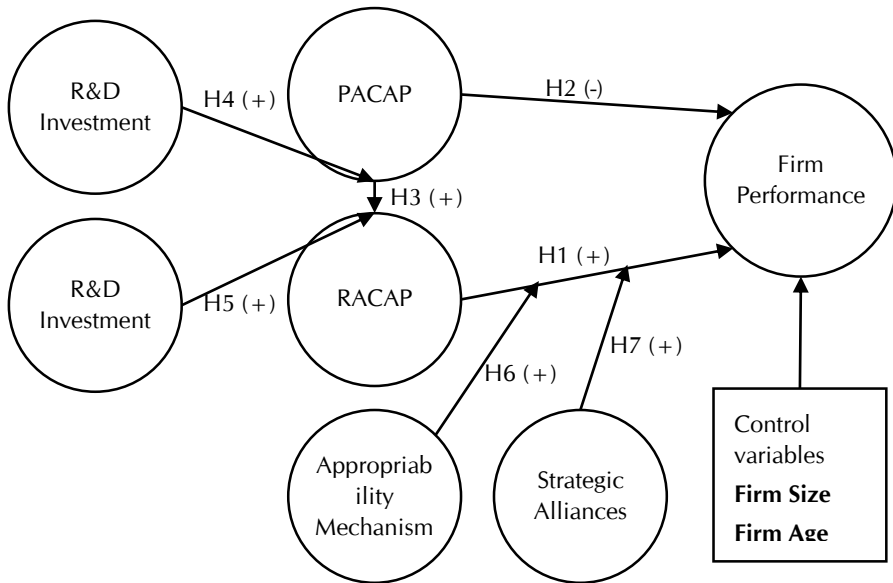 R&D
Investment
H4 (+)
PACAP
H2 (-)
Firm
Performance
H3 (+)
R&D
Investment
H5 (+)
RACAP
H1 (+)
H6 (+)
H7 (+)
Appropriab
ility
Mechanism
Strategic
Alliances
Control
variables
Firm Size
Firm Age